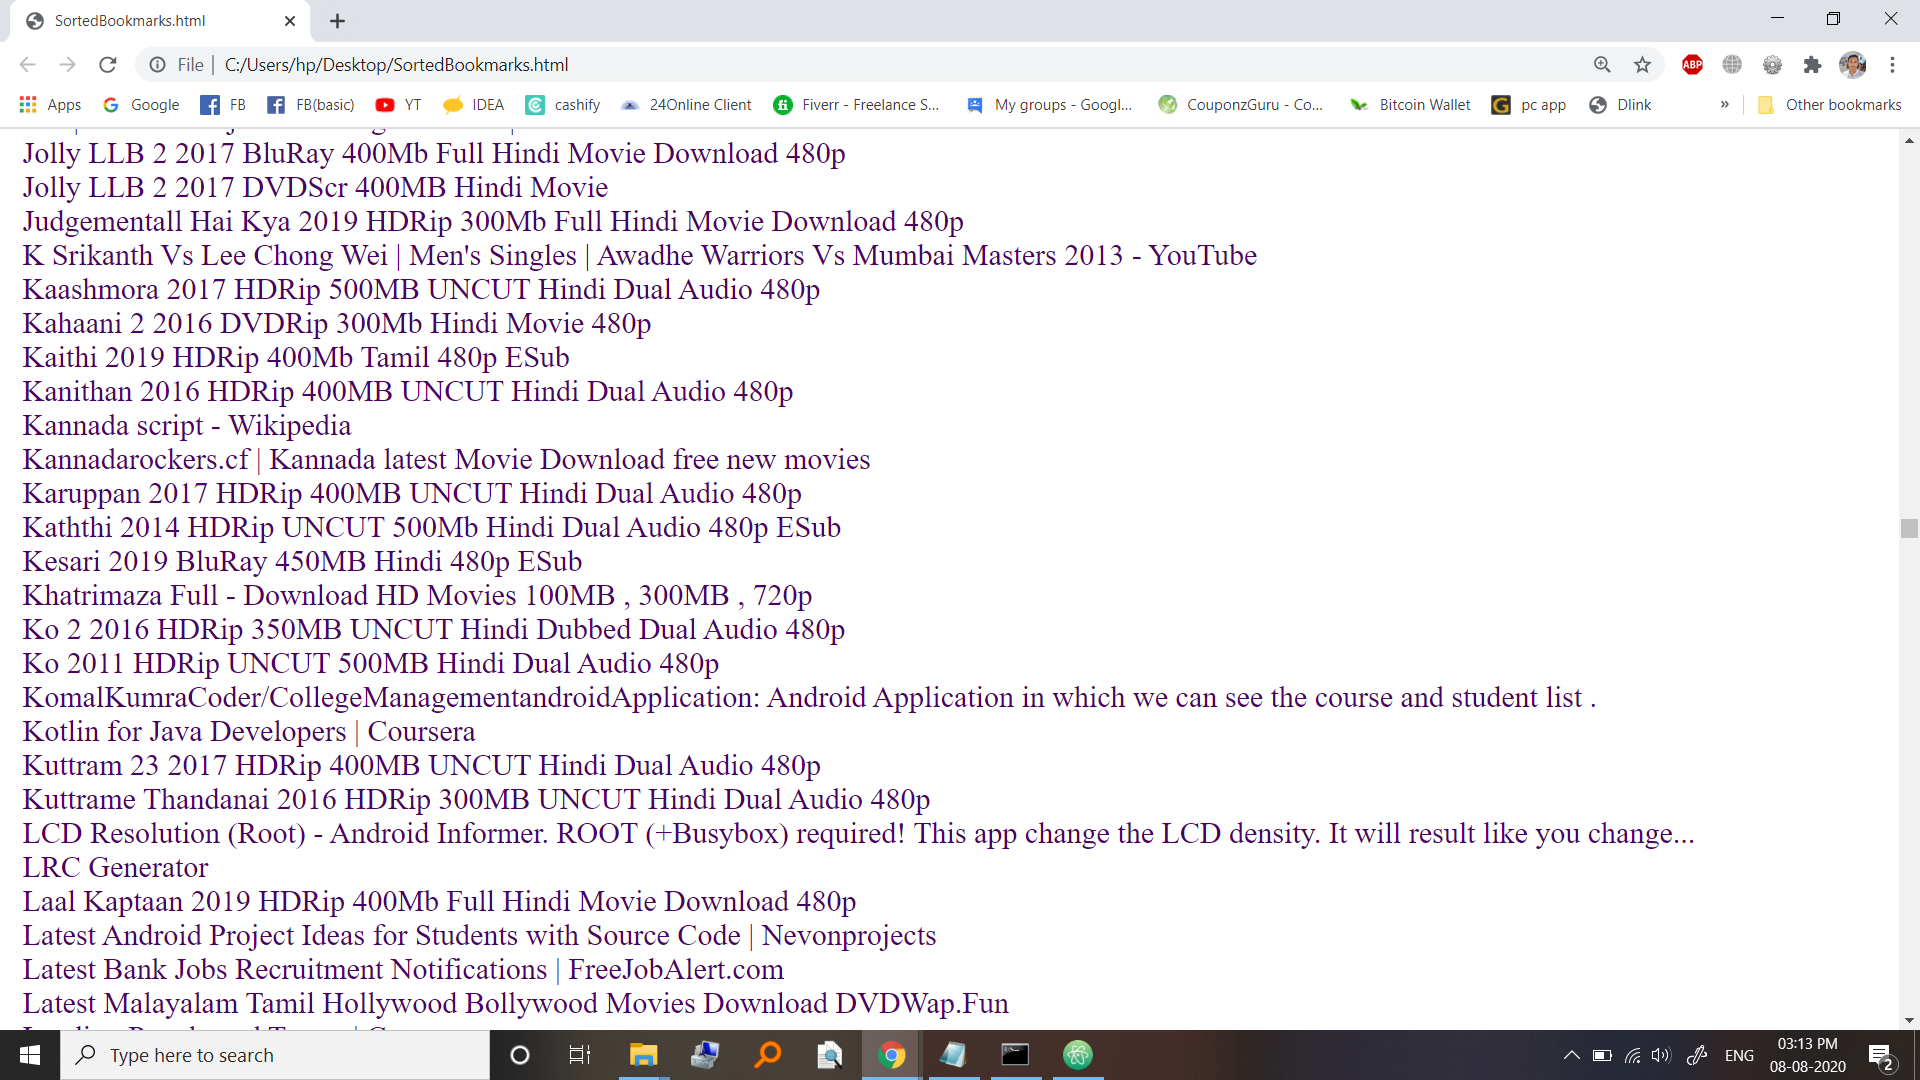 SortedBookmarks.html
File | C:/Users/hp/Desktop/SortedBookmarks.html
ABP
Apps Google FB FB(basic) YT IDEA cashify 24Online Client Fiverr - Freelance S... My groups - Googl... CouponzGuru - Co... Bitcoin Wallet pc app Dlink » Other bookmarks
Jolly LLB 2 2017 BluRay 400Mb Full Hindi Movie Download 480p
Jolly LLB 2 2017 DVDScr 400MB Hindi Movie
Judgementall Hai Kya 2019 HDRip 300Mb Full Hindi Movie Download 480p
K Srikanth Vs Lee Chong Wei | Men's Singles | Awadhe Warriors Vs Mumbai Masters 2013 - YouTube
Kaashmora 2017 HDRip 500MB UNCUT Hindi Dual Audio 480p
Kahaani 2 2016 DVDRip 300Mb Hindi Movie 480p
Kaithi 2019 HDRip 400Mb Tamil 480p ESub
Kanithan 2016 HDRip 400MB UNCUT Hindi Dual Audio 480p
Kannada script - Wikipedia
Kannadarockers.cf | Kannada latest Movie Download free new movies
Karuppan 2017 HDRip 400MB UNCUT Hindi Dual Audio 480p
Kaththi 2014 HDRip UNCUT 500Mb Hindi Dual Audio 480p ESub
Kesari 2019 BluRay 450MB Hindi 480p ESub
Khatrimaza Full - Download HD Movies 100MB , 300MB , 720p
Ko 2 2016 HDRip 350MB UNCUT Hindi Dubbed Dual Audio 480p
Ko 2011 HDRip UNCUT 500MB Hindi Dual Audio 480p
KomalKumraCoder/CollegeManagementandroidApplication: Android Application in which we can see the course and student list .
Kotlin for Java Developers | Coursera
Kuttram 23 2017 HDRip 400MB UNCUT Hindi Dual Audio 480p
Kuttrame Thandanai 2016 HDRip 300MB UNCUT Hindi Dual Audio 480p
LCD Resolution (Root) - Android Informer. ROOT (+Busybox) required! This app change the LCD density. It will result like you change...
LRC Generator
Laal Kaptaan 2019 HDRip 400Mb Full Hindi Movie Download 480p
Latest Android Project Ideas for Students with Source Code | Nevonprojects
Latest Bank Jobs Recruitment Notifications | FreeJobAlert.com
Latest Malayalam Tamil Hollywood Bollywood Movies Download DVDWap.Fun
Type here to search
ENG
03:13 PM
08-08-2020
2